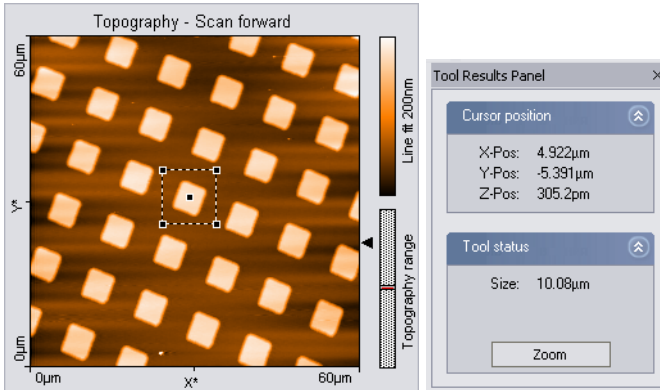 Topography - Scan forward
60µm
Y*
0µm
0µm
X*
60µm
Line fit 200nm
Topography range
Tool Results Panel
Cursor position
X-Pos: 4.922µm
Y-Pos: -5.391µm
Z-Pos: 305.2pm
Tool status
Size: 10.08µm
Zoom